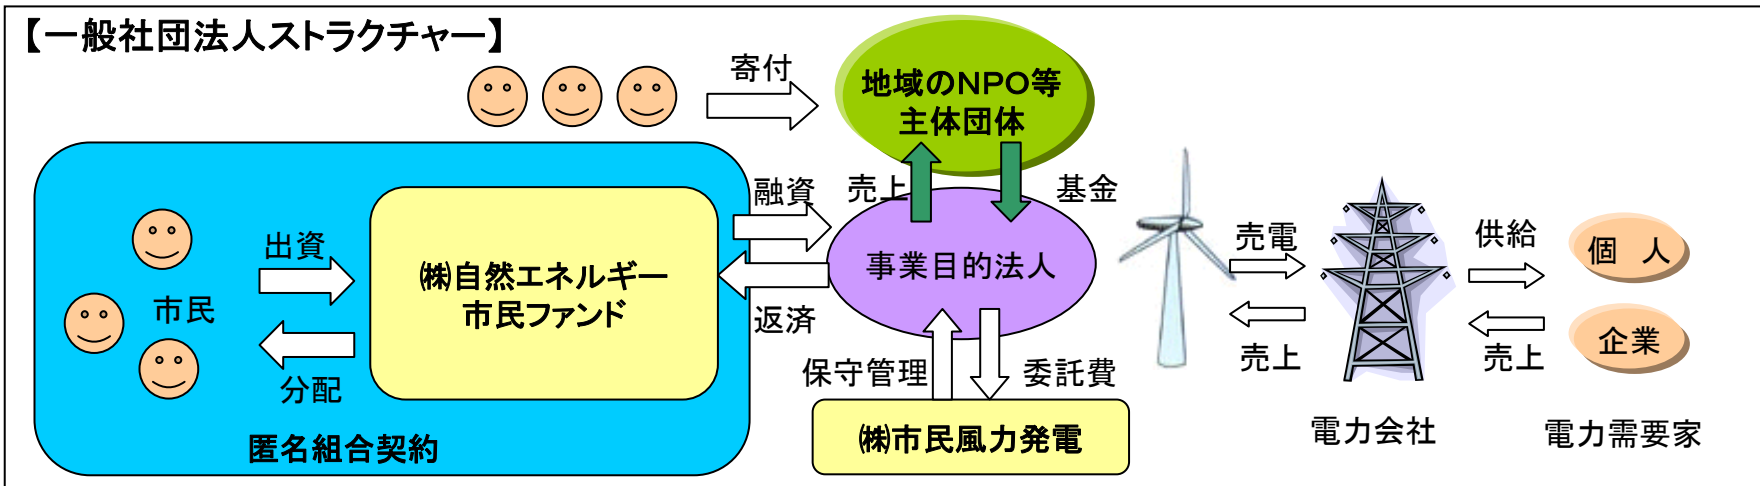 【一般社団法人ストラクチャー】
寄付
地域のNPO等
主体団体
融資
売上
基金
出資
市民
分配
㈱自然エネルギー
市民ファンド
匿名組合契約
返済
事業目的法人
保守管理
委託費
㈱市民風力発電
売電
売上
電力会社
供給
売上
個 人
企業
電力需要家